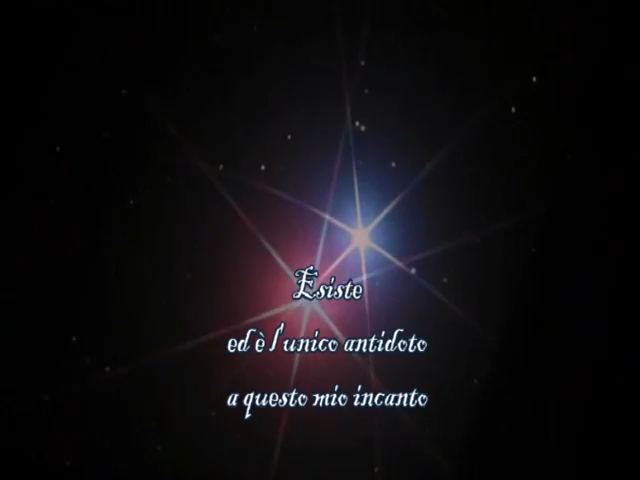 Esiste
ed è l'unico antidoto
a questo mio incanto